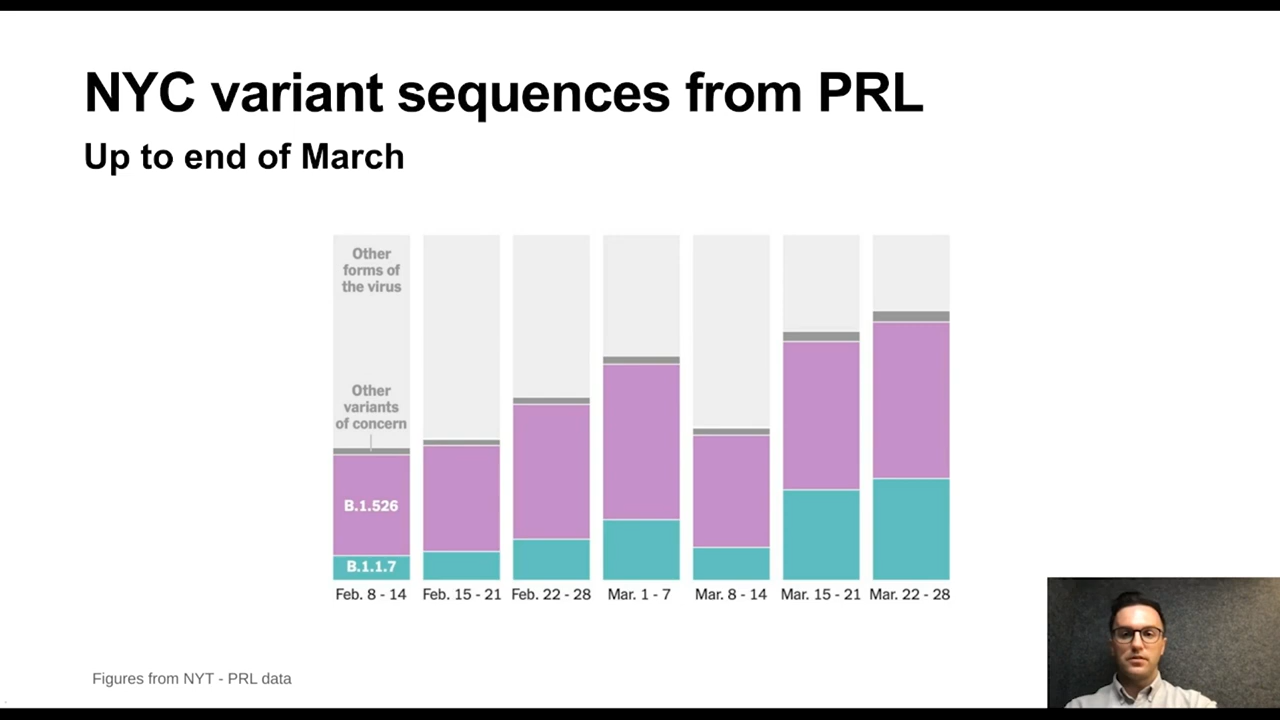 NYC variant sequences from PRL
Up to end of March
Other
forms of
the virus
Other
variants
of concern
B.1.526
B.1.1.7
Feb. 8 - 14
Feb. 15 - 21
Feb. 22 - 28
Mar. 1 - 7
Mar. 8 - 14
Mar. 15 - 21
Mar. 22 - 28
Figures from NYT - PRL data